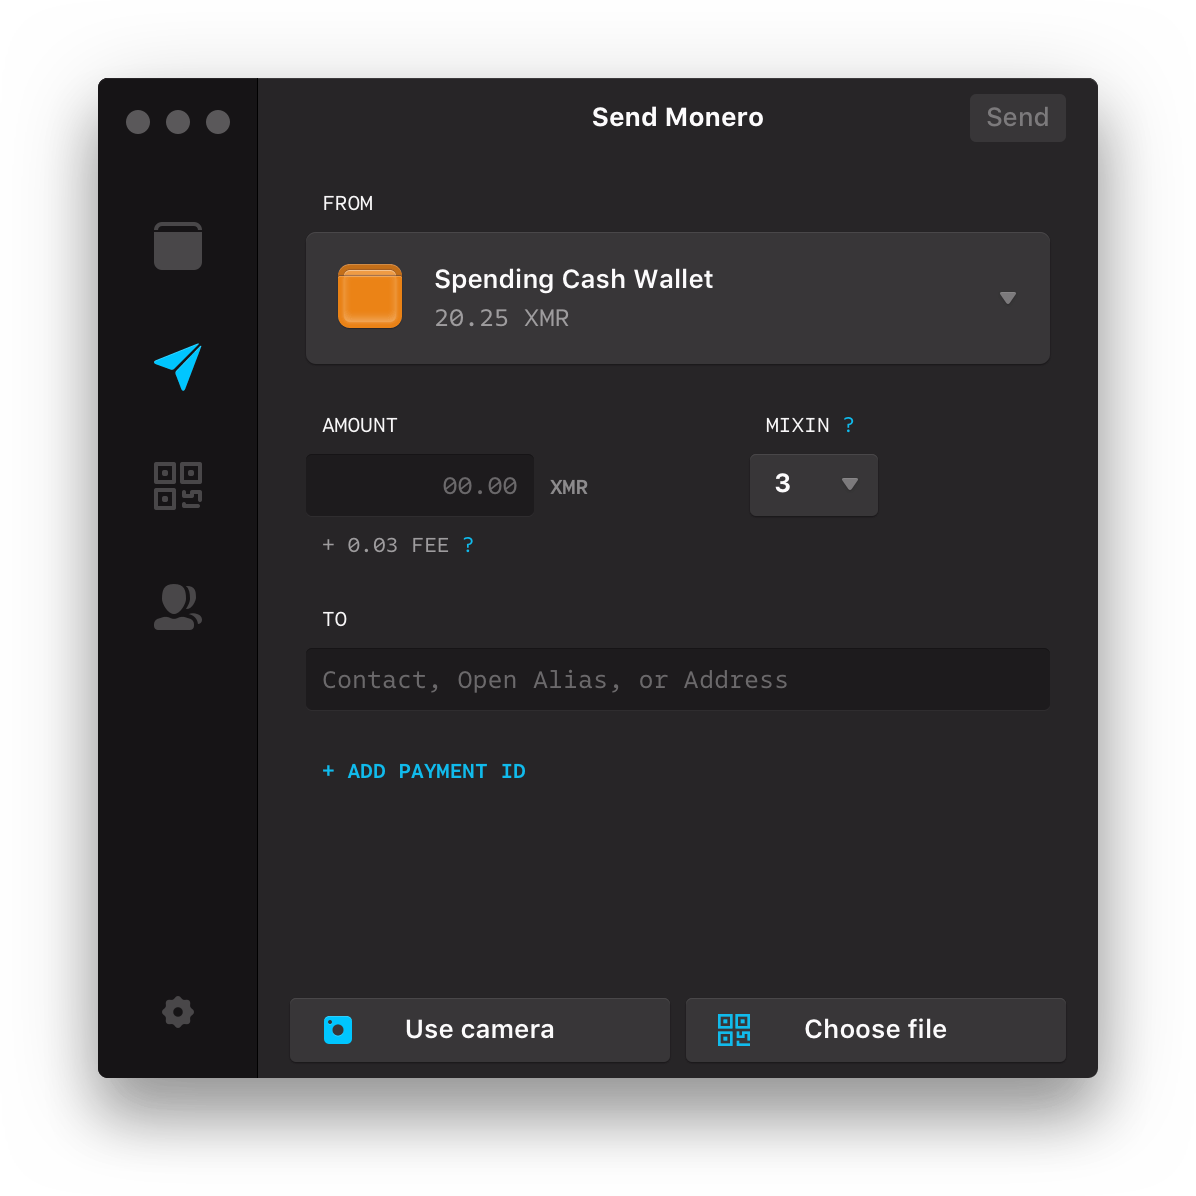 Send Monero
Send
FROM
Spending Cash Wallet
20.25 XMR
AMOUNT
MIXIN ?
00.00 XMR
3
+ 0.03 FEE ?
TO
Contact, Open Alias, or Address
+ ADD PAYMENT ID
Use camera
Choose file